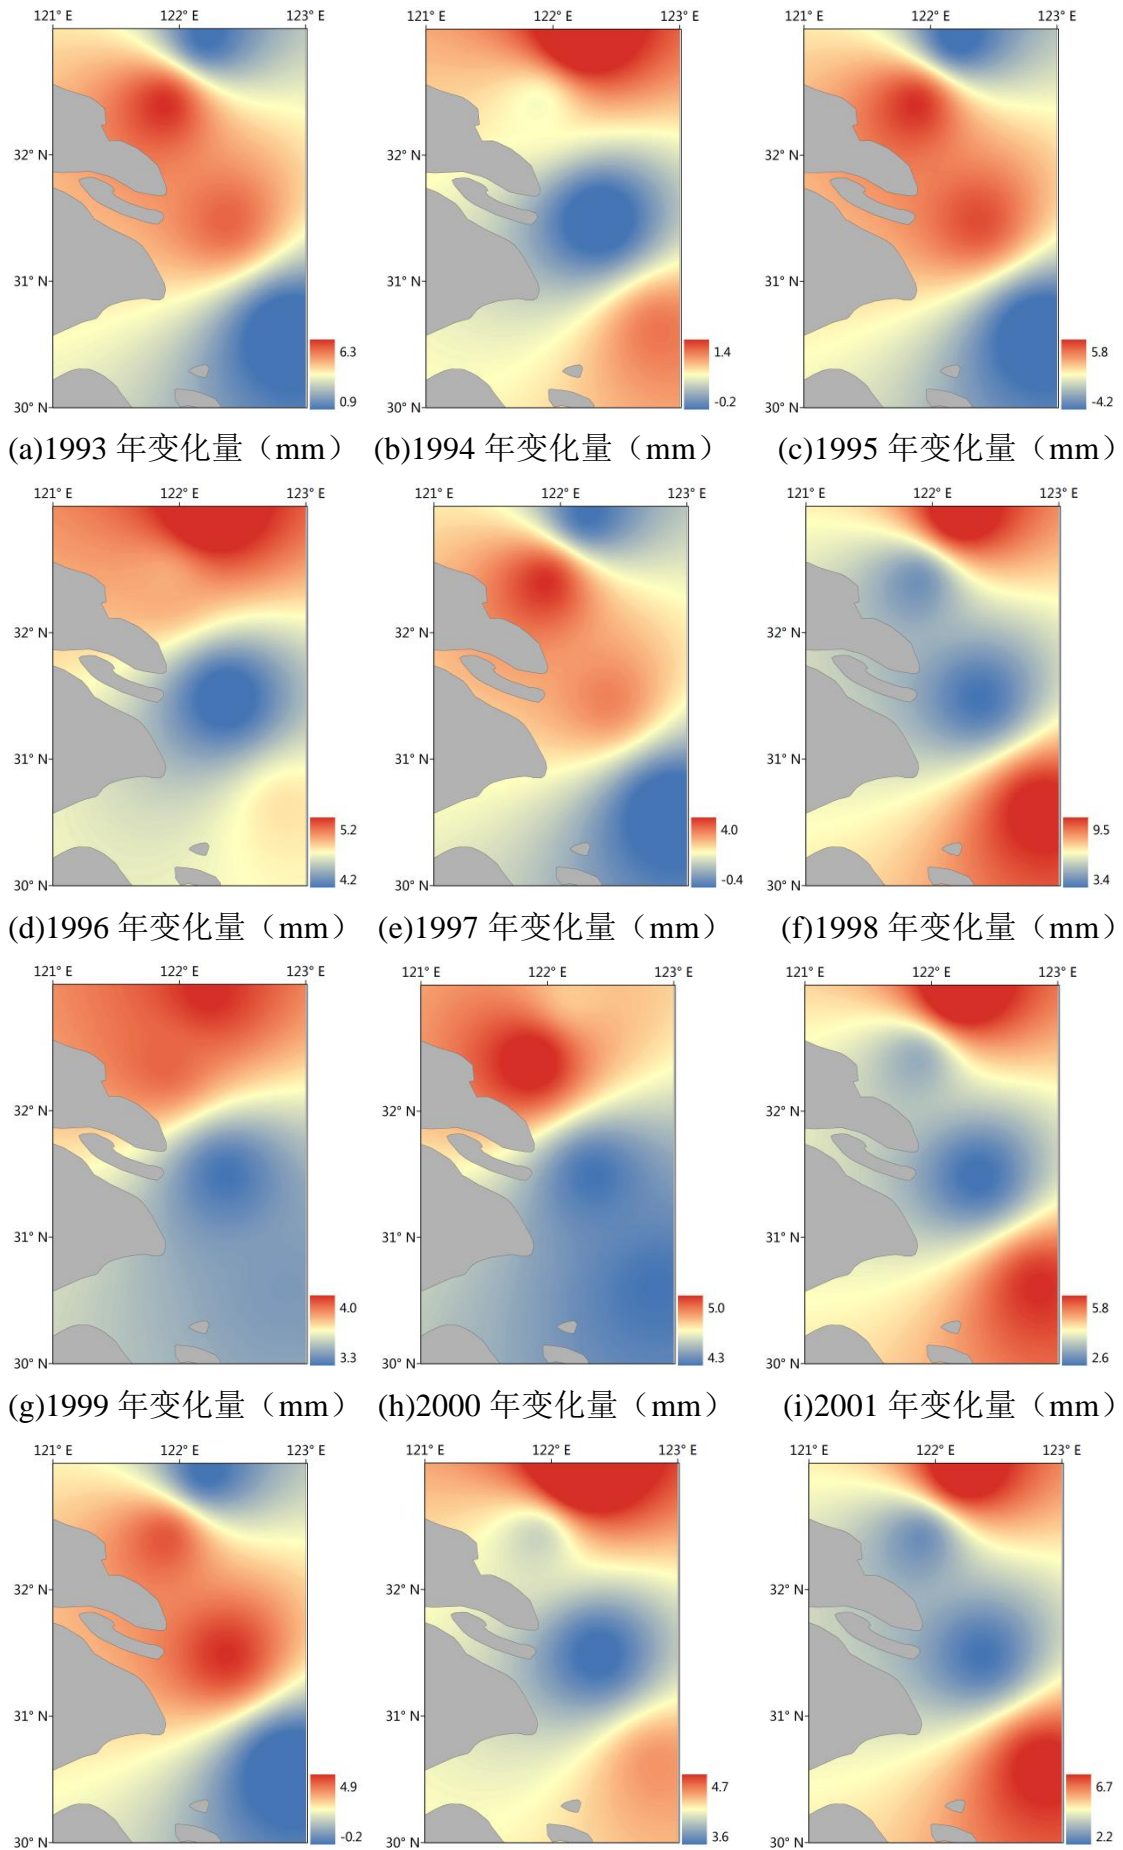 121° E 122° E 123° E 121° E 122° E 123° E 121° E 122° E 123° E
32° N 32° N 32° N
31° N 31° N 31° N
6.3 1.4 5.8
0.9 -0.2 -4.2
30° N 30° N 30° N
(a)1993 年变化量（mm） (b)1994 年变化量（mm） (c)1995 年变化量（mm）
121° E 122° E 123° E 121° E 122° E 123° E 121° E 122° E 123° E
32° N 32° N 32° N
31° N 31° N 31° N
5.2 4.0 9.5
4.2 -0.4 3.4
30° N 30° N 30° N
(d)1996 年变化量（mm） (e)1997 年变化量（mm） (f)1998 年变化量（mm）
121° E 122° E 123° E 121° E 122° E 123° E 121° E 122° E 123° E
32° N 32° N 32° N
31° N 31° N 31° N
4.0 5.0 5.8
3.3 4.3 2.6
30° N 30° N 30° N
(g)1999 年变化量（mm） (h)2000 年变化量（mm） (i)2001 年变化量（mm）
121° E 122° E 123° E 121° E 122° E 123° E 121° E 122° E 123° E
32° N 32° N 32° N
31° N 31° N 31° N
4.9 4.7 6.7
-0.2 3.6 2.2
30° N 30° N 30° N